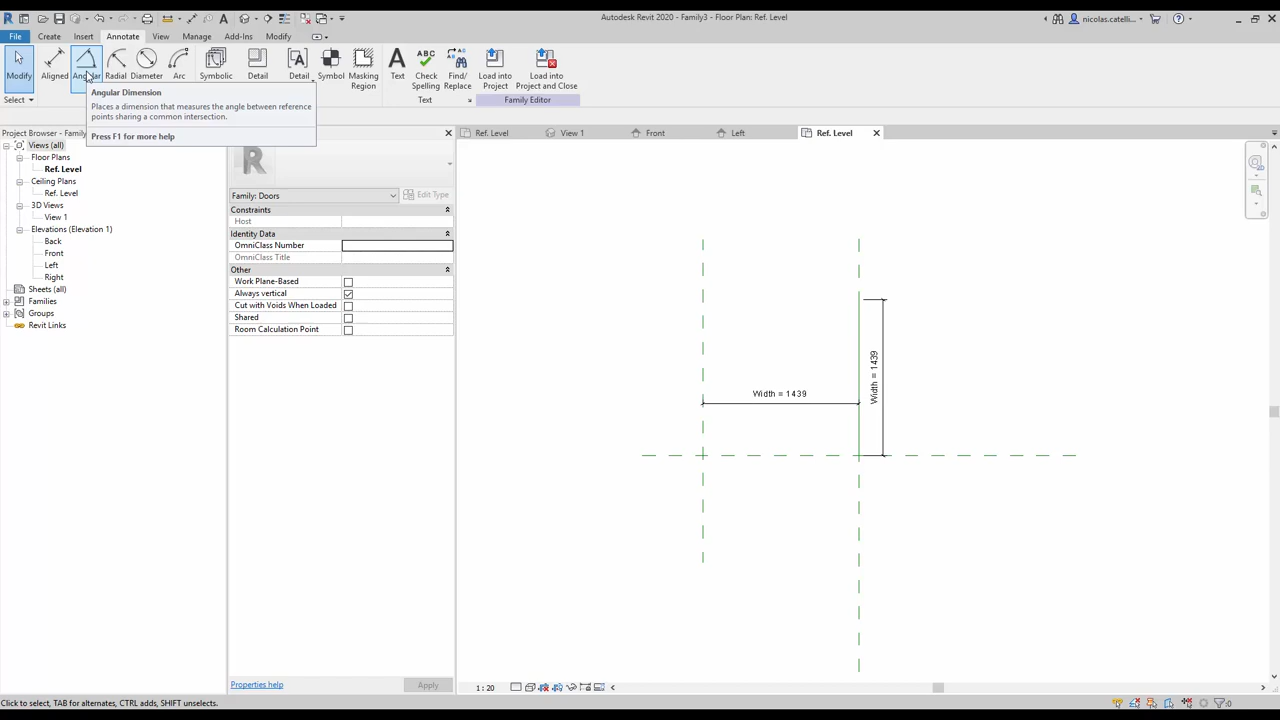 Autodesk Revit 2020 - Family3 - Floor Plan: Ref. Level
nicolas.catelli...
File Create Insert Annotate View Manage Add-Ins Modify
Modify Aligned Angular Radial Diameter Arc Symbolic Detail Detail Symbol Masking Region Text Check Spelling Find/ Replace Load into Project Load into Project and Close
Select Text Family Editor
Angular Dimension
Places a dimension that measures the angle between reference
points sharing a common intersection.
Press F1 for more help
Project Browser - Family3
Views (all)
Floor Plans
Ref. Level
Ceiling Plans
Ref. Level
3D Views
View 1
Elevations (Elevation 1)
Back
Front
Left
Right
Sheets (all)
Families
Groups
Revit Links
Family: Doors
Edit Type
Constraints
Host
Identity Data
OmniClass Number
OmniClass Title
Other
Work Plane-Based
Always vertical
Cut with Voids When Loaded
Shared
Room Calculation Point
Properties help
Apply
Ref. Level View 1 Front Left Ref. Level
Width = 1439
Width = 1439
1 : 20
Click to select, TAB for alternates, CTRL adds, SHIFT unselects.
:0